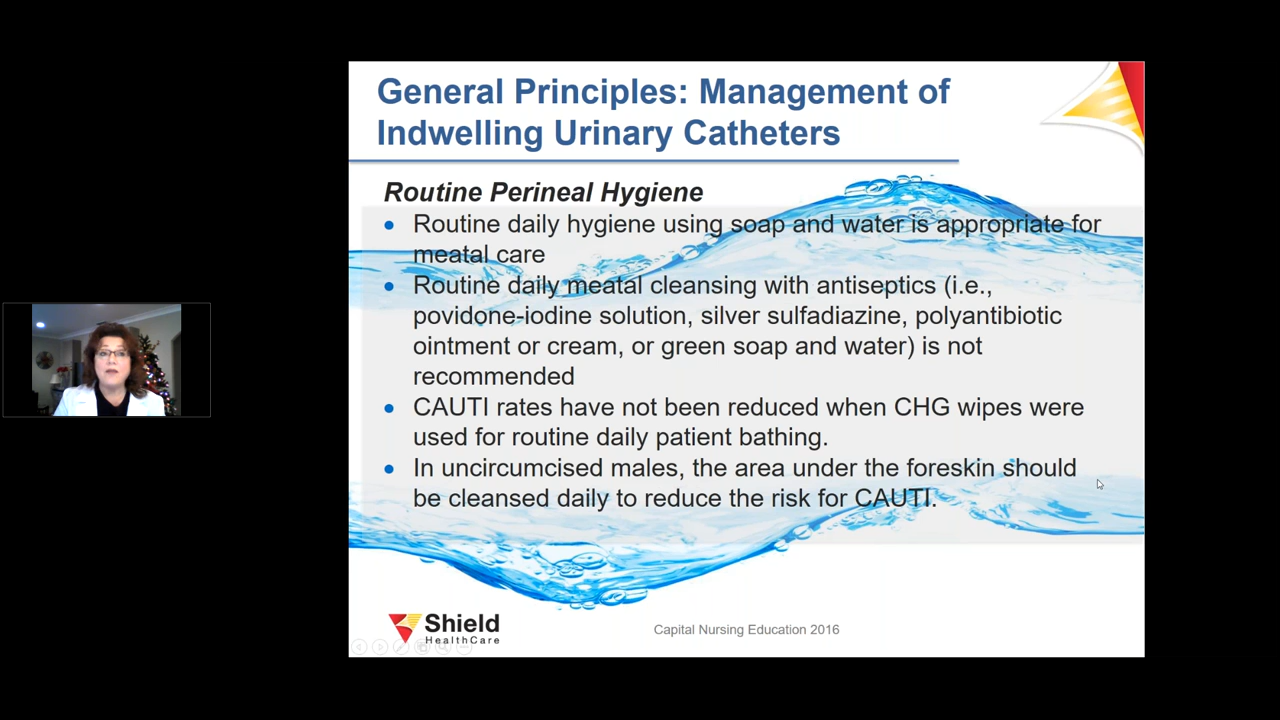 General Principles: Management of
Indwelling Urinary Catheters
Routine Perineal Hygiene
Routine daily hygiene using soap and water is appropriate for
meatal care
Routine daily meatal cleansing with antiseptics (i.e.,
povidone-iodine solution, silver sulfadiazine, polyantibiotic
ointment or cream, or green soap and water) is not
recommended
CAUTI rates have not been reduced when CHG wipes were
used for routine daily patient bathing.
In uncircumcised males, the area under the foreskin should
be cleansed daily to reduce the risk for CAUTI.
Shield
HealthCare
Capital Nursing Education 2016